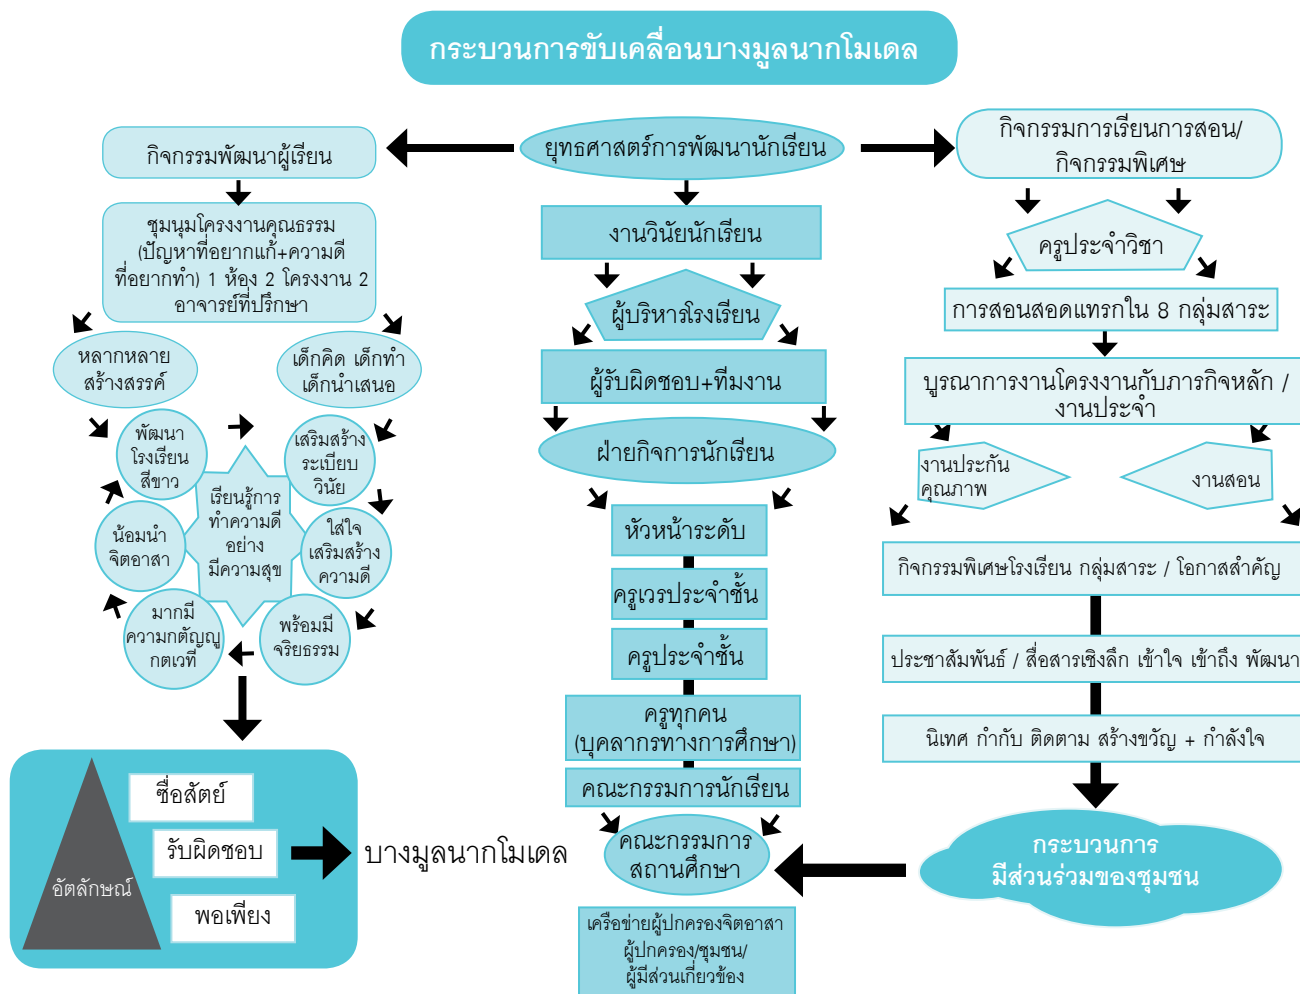 กระบวนการขับเคลื่อนบางมูลนากโมเดล
กิจกรรมพัฒนาผู้เรียน
ชุมนุมโครงงานคุณธรรม
(ปัญหาที่อยากแก้+ความดี
ที่อยากทำ) 1 ห้อง 2 โครงงาน 2
อาจารย์ที่ปรึกษา
หลากหลาย
สร้างสรรค์
เด็กคิด เด็กทำ
เด็กนำเสนอ
พัฒนา
โรงเรียน
สีขาว
เสริมสร้าง
ระเบียบ
วินัย
เรียนรู้การ
ทำความดี
อย่าง
มีความสุข
น้อมนำ
จิตอาสา
ใส่ใจ
เสริมสร้าง
ความดี
มากมี
ความกตัญญู
กตเวที
พร้อมมี
จริยธรรม
อัตลักษณ์
ซื่อสัตย์
รับผิดชอบ
พอเพียง
บางมูลนากโมเดล
ยุทธศาสตร์การพัฒนานักเรียน
งานวินัยนักเรียน
ผู้บริหารโรงเรียน
ผู้รับผิดชอบ+ทีมงาน
ฝ่ายกิจการนักเรียน
หัวหน้าระดับ
ครูเวรประจำชั้น
ครูประจำชั้น
ครูทุกคน
(บุคลากรทางการศึกษา)
คณะกรรมการนักเรียน
คณะกรรมการ
สถานศึกษา
เครือข่ายผู้ปกครองจิตอาสา
ผู้ปกครอง/ชุมชน/
ผู้มีส่วนเกี่ยวข้อง
กิจกรรมการเรียนการสอน/
กิจกรรมพิเศษ
ครูประจำวิชา
การสอนสอดแทรกใน 8 กลุ่มสาระ
บูรณาการงานโครงงานกับภารกิจหลัก /
งานประจำ
งานประกัน
คุณภาพ
งานสอน
กิจกรรมพิเศษโรงเรียน กลุ่มสาระ / โอกาสสำคัญ
ประชาสัมพันธ์ / สื่อสารเชิงลึก เข้าใจ เข้าถึง พัฒนา
นิเทศ กำกับ ติดตาม สร้างขวัญ + กำลังใจ
กระบวนการ
มีส่วนร่วมของชุมชน